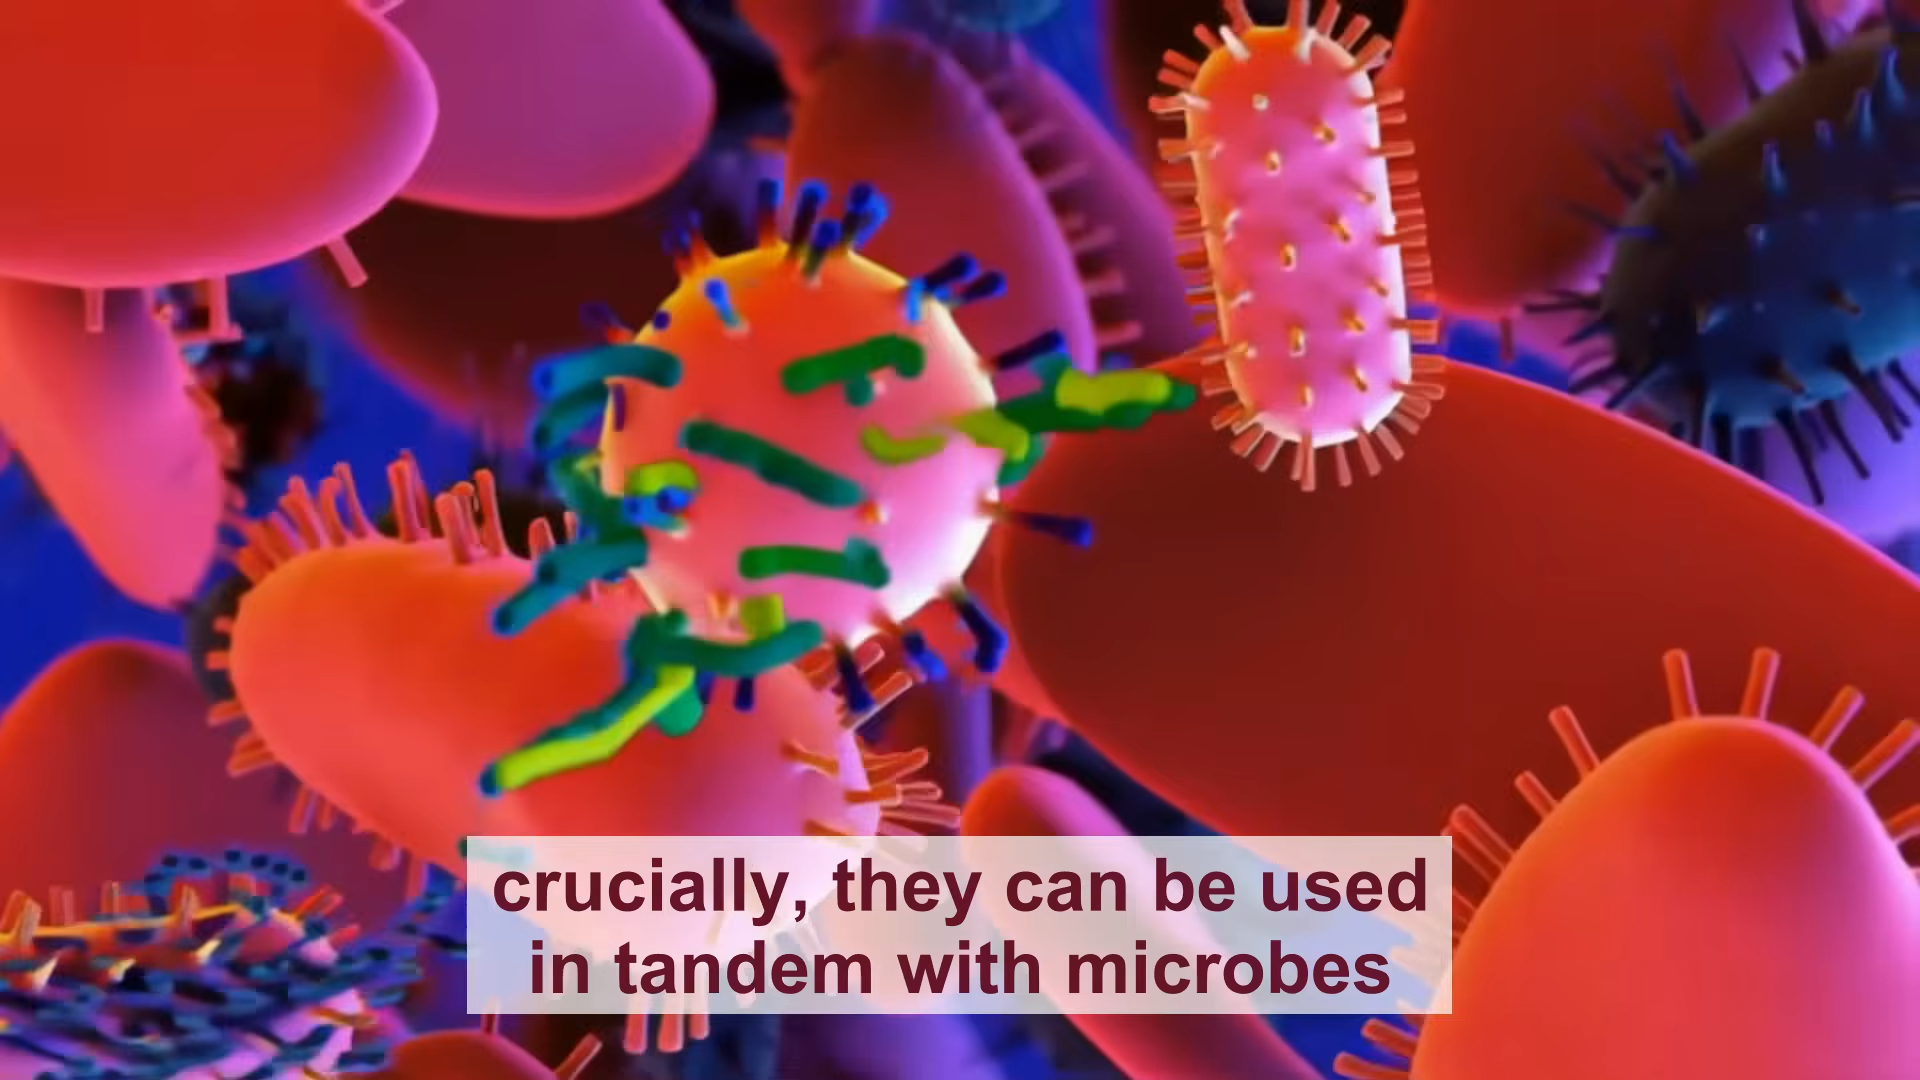 crucially, they can be used
in tandem with microbes